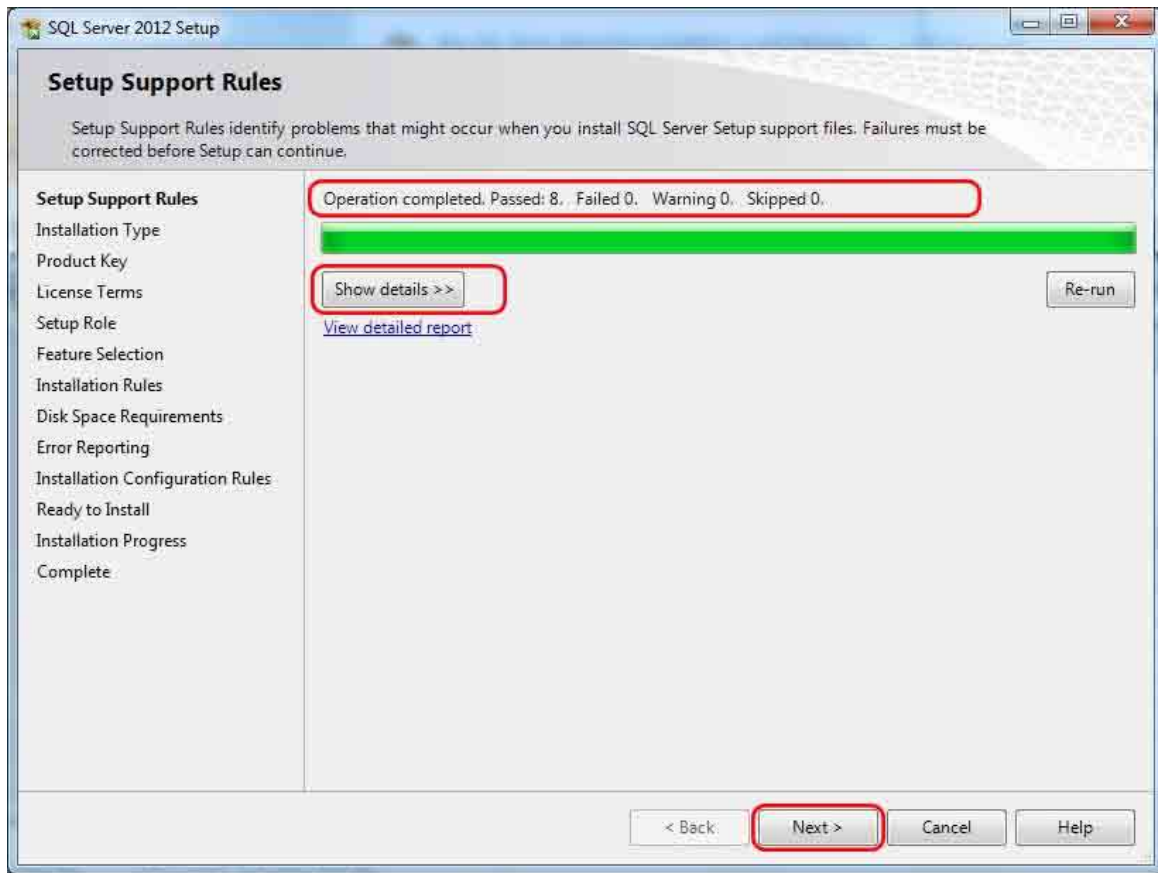 SQL Server 2012 Setup
Setup Support Rules
Setup Support Rules identify problems that might occur when you install SQL Server Setup support files. Failures must be
corrected before Setup can continue.
Setup Support Rules
Installation Type
Product Key
License Terms
Setup Role
Feature Selection
Installation Rules
Disk Space Requirements
Error Reporting
Installation Configuration Rules
Ready to Install
Installation Progress
Complete
Operation completed. Passed: 8. Failed 0. Warning 0. Skipped 0.
Show details >>
Re-run
View detailed report
< Back
Next >
Cancel
Help